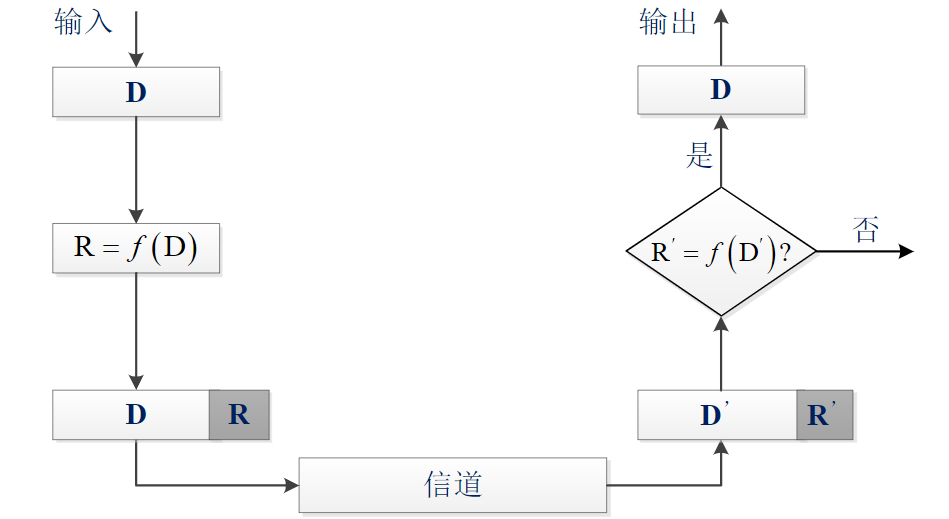 输入
D
R = f(D)
D R
信道
输出
D
是
R′ = f(D′)?
否
D’ R’